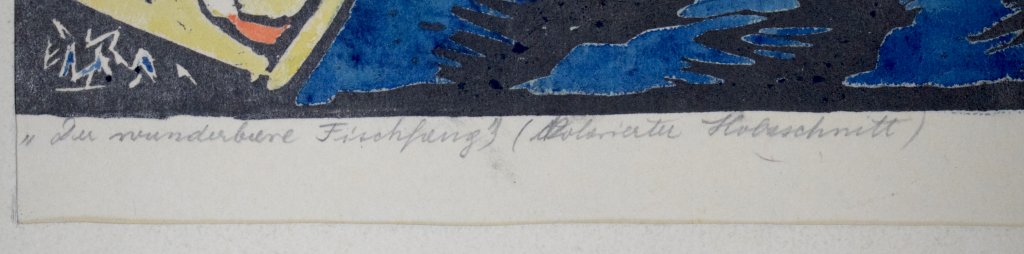 „Der wunderbare Fischfang" (Kolorierter Holzschnitt)